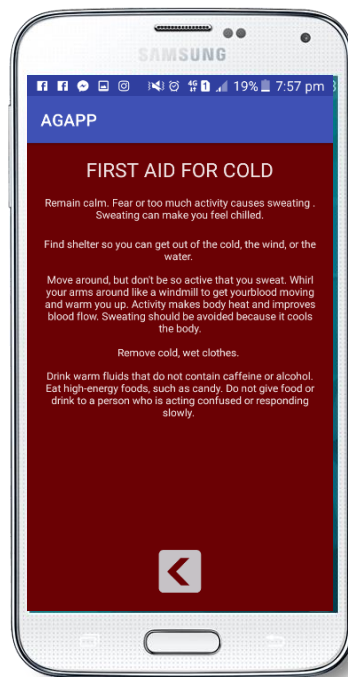 SAMSUNG
19% 7:57 pm
AGAPP
FIRST AID FOR COLD
Remain calm. Fear or too much activity causes sweating .
Sweating can make you feel chilled.
Find shelter so you can get out of the cold, the wind, or the
water.
Move around, but don't be so active that you sweat. Whirl
your arms around like a windmill to get yourblood moving
and warm you up. Activity makes body heat and improves
blood flow. Sweating should be avoided because it cools
the body.
Remove cold, wet clothes.
Drink warm fluids that do not contain caffeine or alcohol.
Eat high-energy foods, such as candy. Do not give food or
drink to a person who is acting confused or responding
slowly.